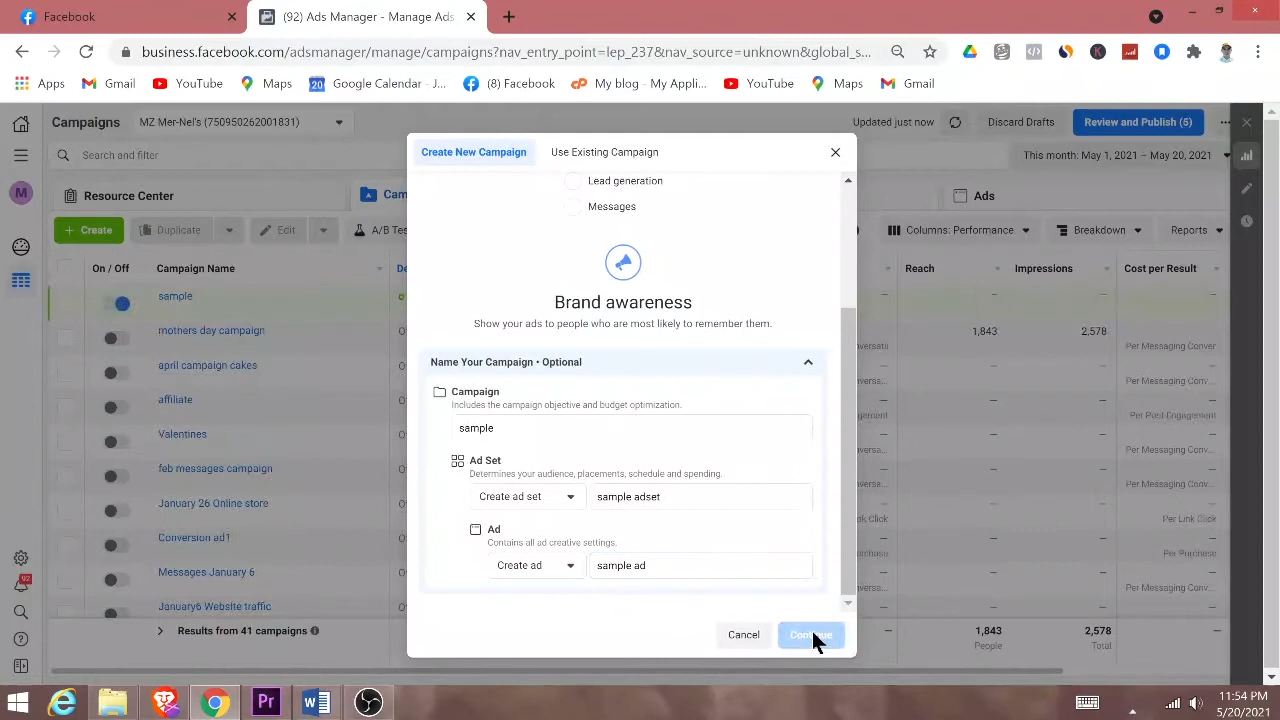 Facebook
(92) Ads Manager - Manage Ads
business.facebook.com/adsmanager/manage/campaigns?nav_entry_point=lep_237&nav_source=unknown&global_s...
Apps
Gmail
YouTube
Maps
Google Calendar - J...
(8) Facebook
My blog - My Appli...
YouTube
Maps
Gmail
Campaigns
MZ Mer-Nel's (750950262001831)
Updated just now
Discard Drafts
Review and Publish (5)
Create New Campaign
Use Existing Campaign
Search and filter
This month: May 1, 2021 – May 20, 2021
Resource Center
Cam
Ads
Lead generation
Messages
+ Create
Duplicate
Edit
A/B Tes
Columns: Performance
Breakdown
Reports
On / Off
Campaign Name
De
Reach
Impressions
Cost per Result
sample
mothers day campaign
1,843
2,578
Per Messaging Conver
april campaign cakes
Per Messaging Conv...
affiliate
Per Post Engagement
Valentines
Per Messaging Conv...
feb messages campaign
Per Messaging Conv...
January 26 Online store
Per Link Click
Conversion ad1
Per Purchase
Messages January 6
Per Messaging Conv...
January6 Website traffic
Results from 41 campaigns
1,843
People
2,578
Total
Brand awareness
Show your ads to people who are most likely to remember them.
Name Your Campaign • Optional
Campaign
Includes the campaign objective and budget optimization.
sample
Ad Set
Determines your audience, placements, schedule and spending.
Create ad set
sample adset
Ad
Contains all ad creative settings.
Create ad
sample ad
Cancel
Continue
92
11:54 PM
5/20/2021